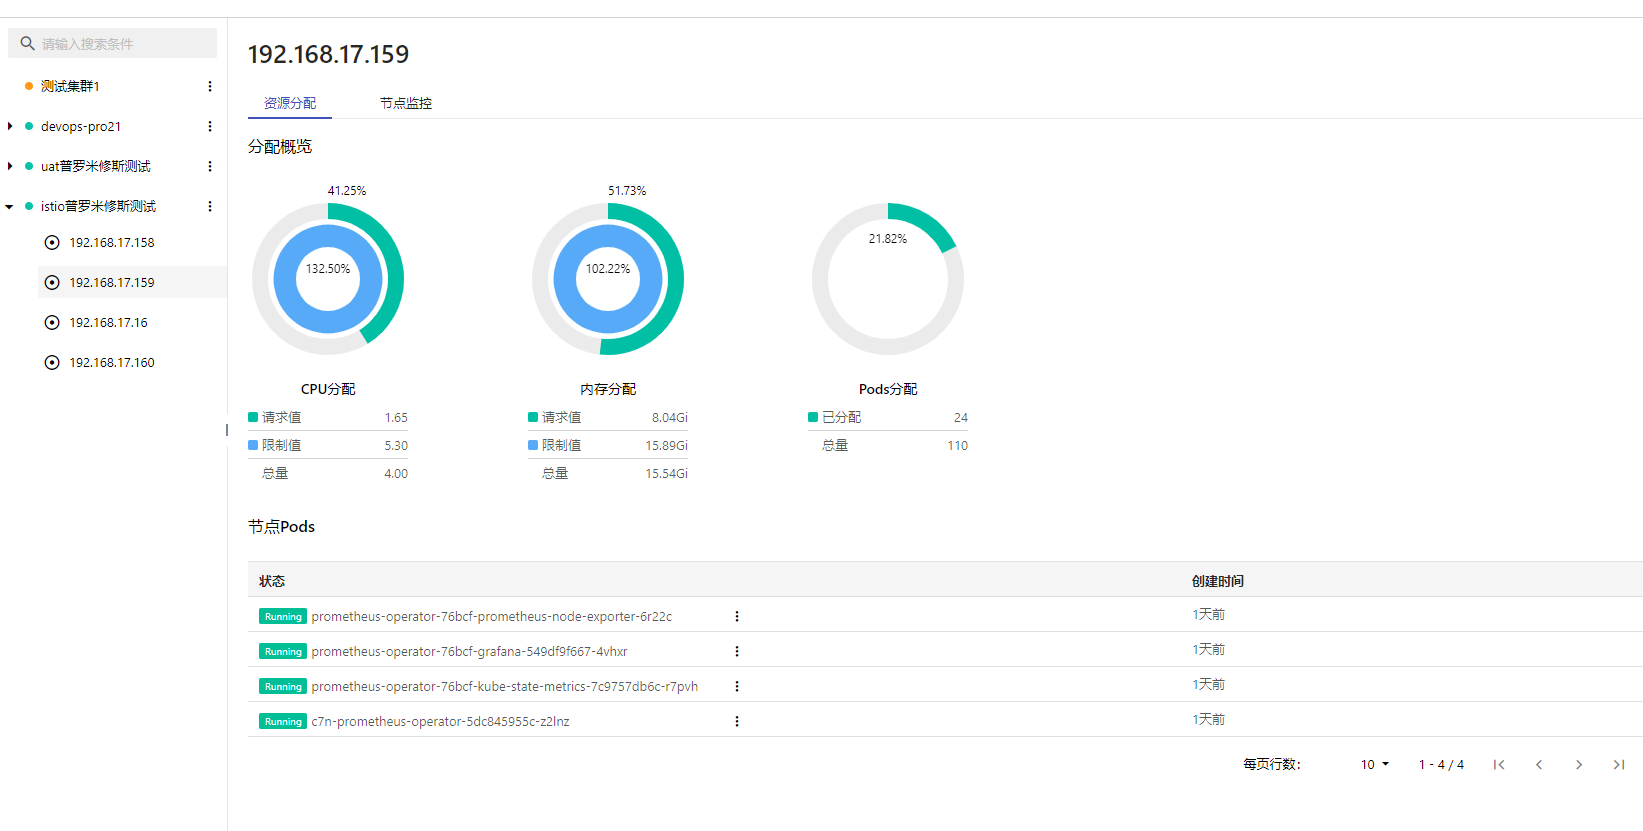 请输入搜索条件
测试集群1
devops-pro21
uat普罗米修斯测试
istio普罗米修斯测试
192.168.17.158
192.168.17.159
192.168.17.16
192.168.17.160
192.168.17.159
资源分配 节点监控
分配概览
41.25%
132.50%
CPU分配
请求值 1.65
限制值 5.30
总量 4.00
51.73%
102.22%
内存分配
请求值 8.04Gi
限制值 15.89Gi
总量 15.54Gi
21.82%
Pods分配
已分配 24
总量 110
节点Pods
状态 创建时间
Running prometheus-operator-76bcf-prometheus-node-exporter-6r22c 1天前
Running prometheus-operator-76bcf-grafana-549df9f667-4vhxr 1天前
Running prometheus-operator-76bcf-kube-state-metrics-7c9757db6c-r7pvh 1天前
Running c7n-prometheus-operator-5dc845955c-z2lnz 1天前
每页行数： 10 1 - 4 / 4